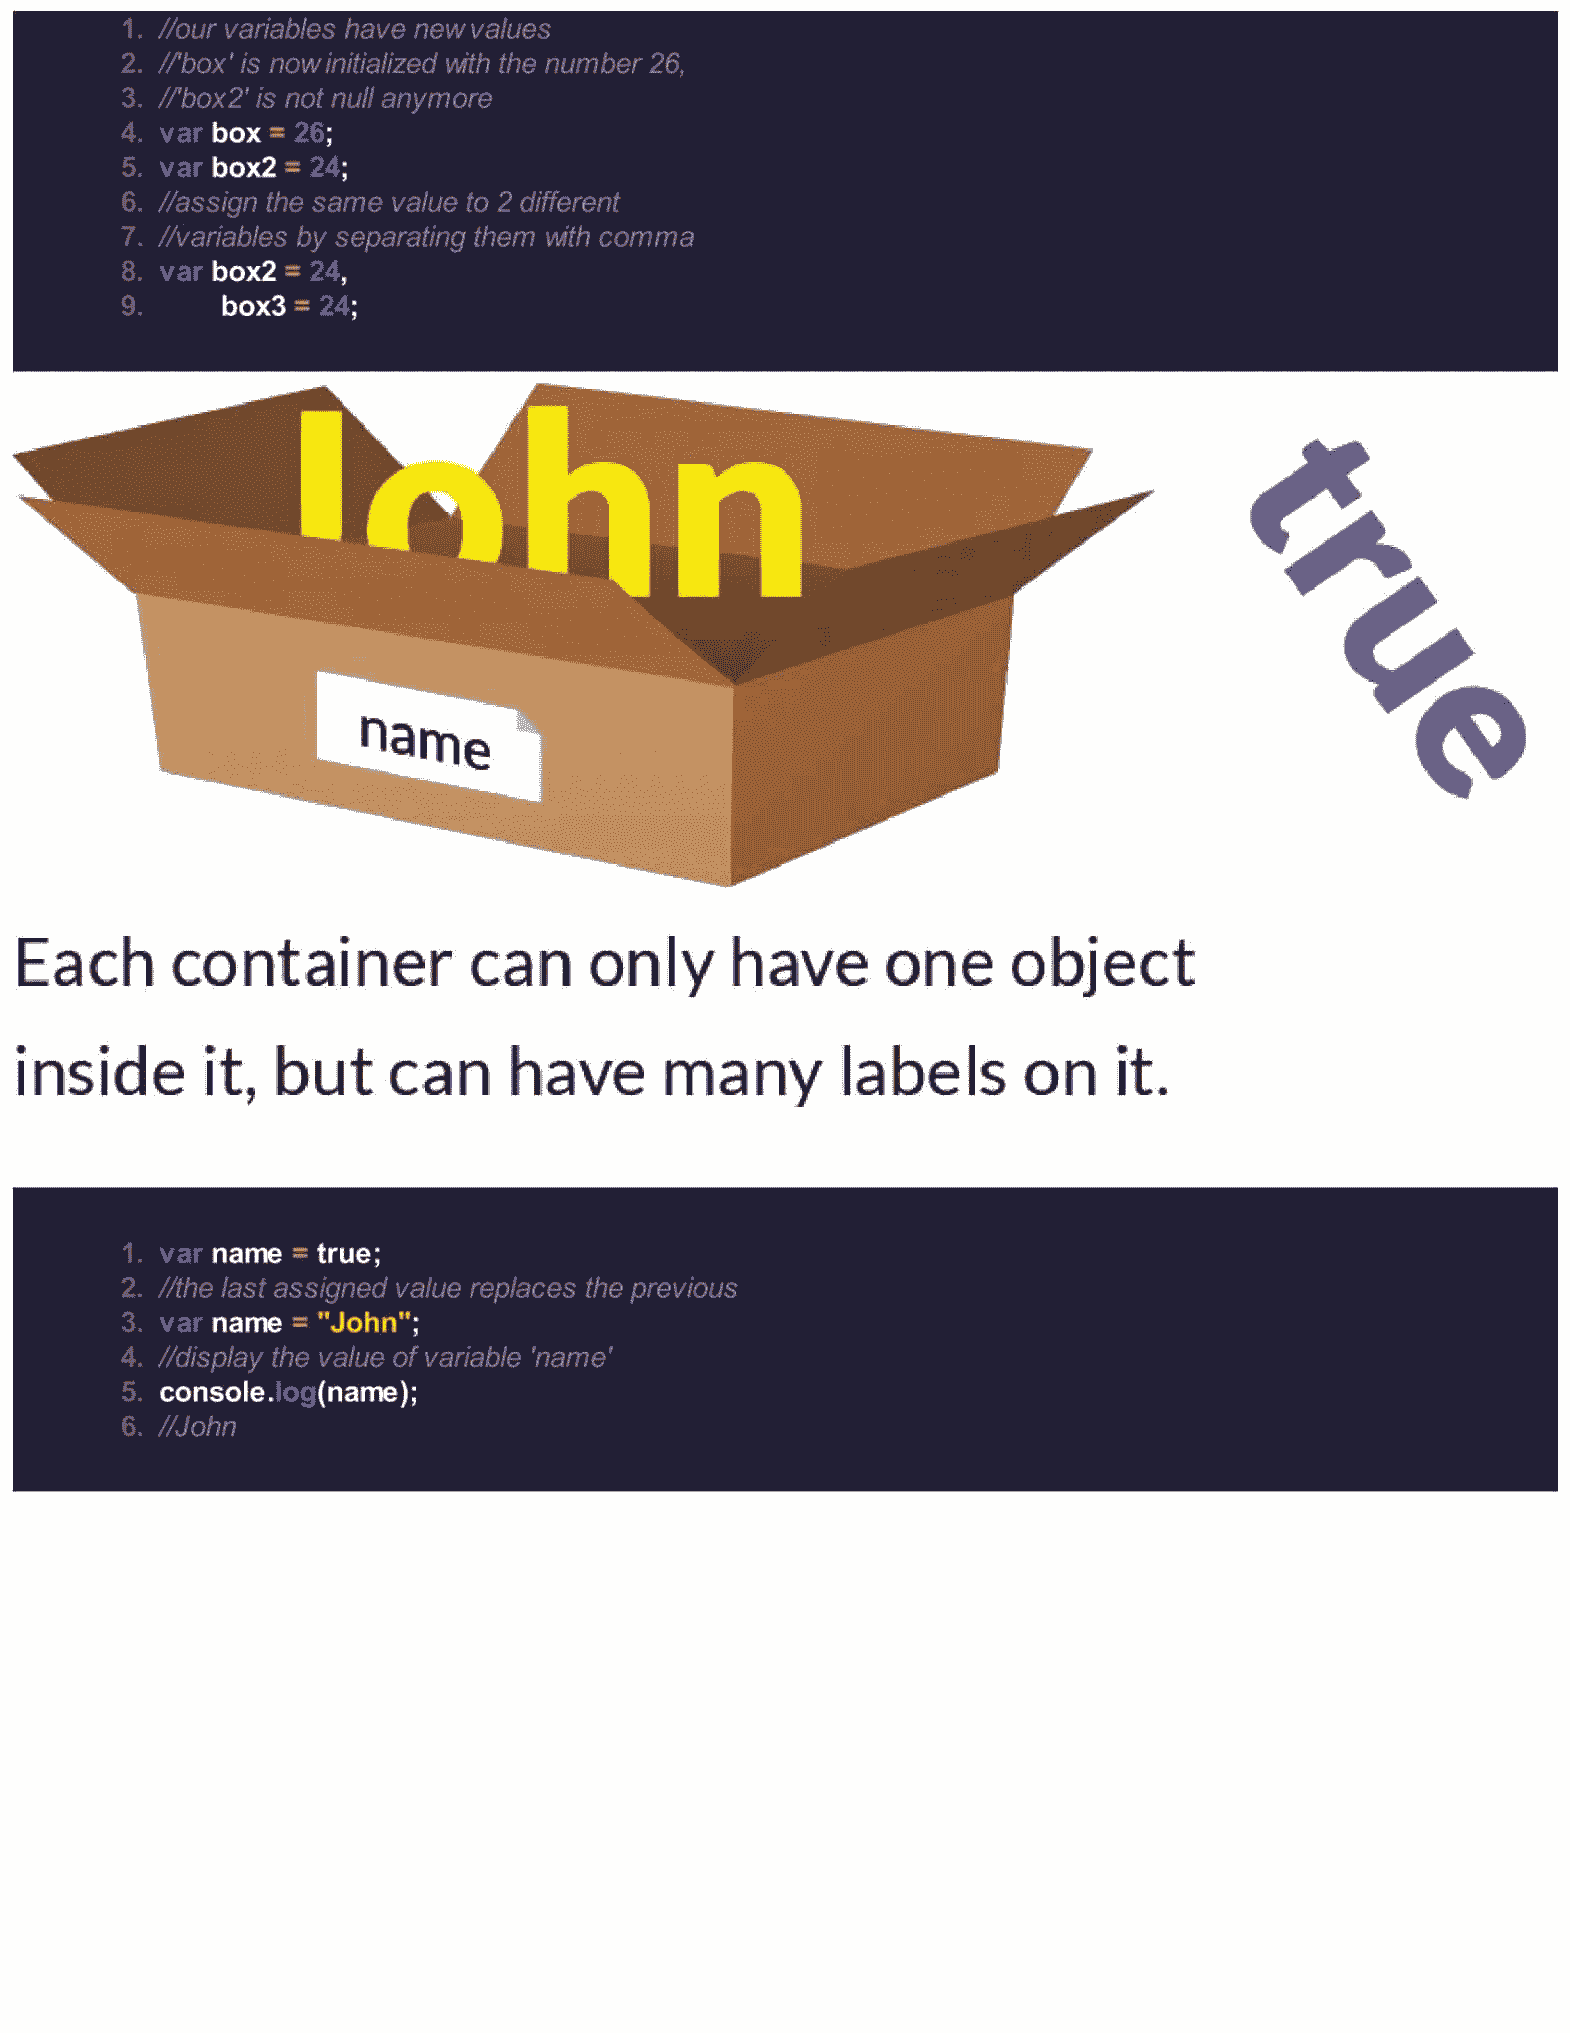 1. //our variables have new values
2. //'box' is now initialized with the number 26,
3. //'box2' is not null anymore
4. var box = 26;
5. var box2 = 24;
6. //assign the same value to 2 different
7. //variables by separating them with comma
8. var box2 = 24,
9. box3 = 24;
John
true
name
Each container can only have one object
inside it, but can have many labels on it.
1. var name = true;
2. //the last assigned value replaces the previous
3. var name = "John";
4. //display the value of variable 'name'
5. console.log(name);
6. //John